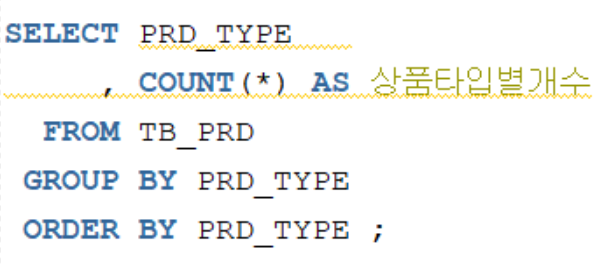 SELECT PRD_TYPE
, COUNT(*) AS 상품타입별개수
FROM TB_PRD
GROUP BY PRD_TYPE
ORDER BY PRD_TYPE ;